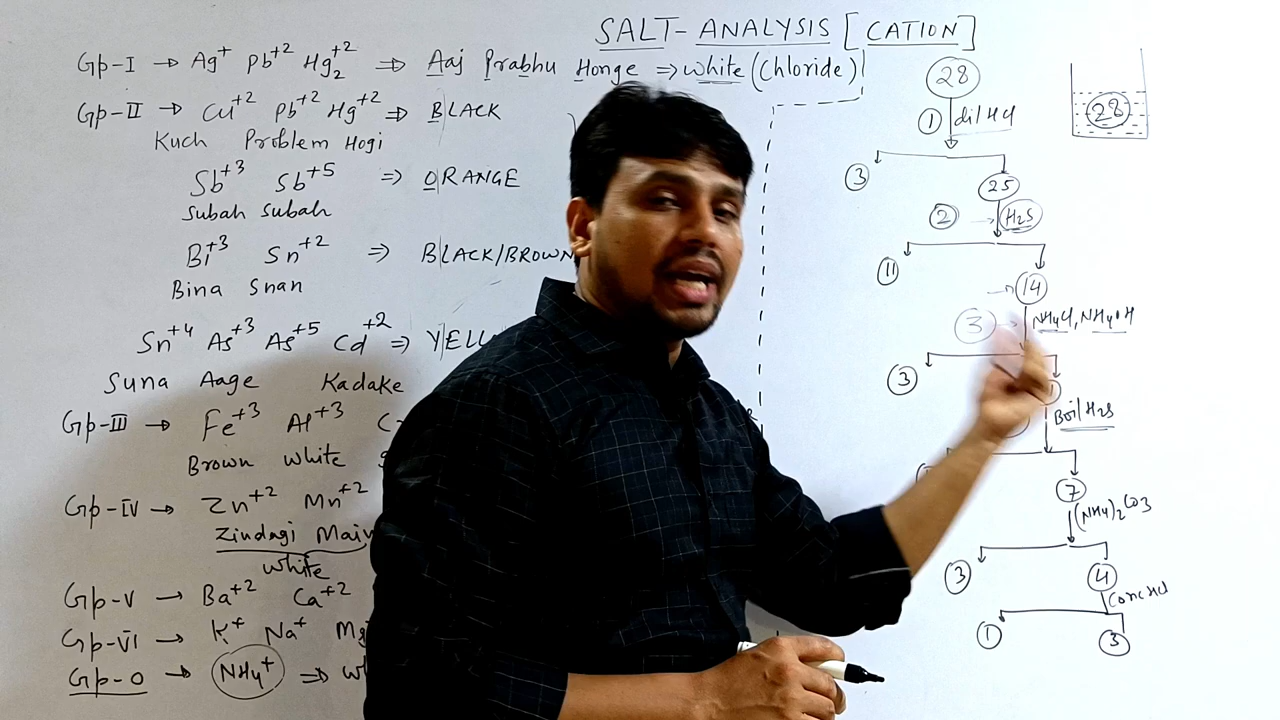 SALT-ANALYSIS [CATION]
Gp-I → Ag+ Pb+2 Hg2+2 ⇒ Aaj Prabhu Honge ⇒ white (Chloride)
Gp-II → Cu+2 Pb+2 Hg+2 ⇒ BLACK
Kuch Problem Hogi
Sb+3 Sb+5 ⇒ ORANGE
Subah Subah
Bi+3 Sn+2 ⇒ BLACK/BROWN
Bina Snan
Sn+4 As+3 As+5 Cd+2 ⇒ YELL
Suna Aage Kadake
Gp-III → Fe+3 Al+3 C
Brown white
Gp-IV → Zn+2 Mn+2
Zindagi Main
white
Gp-V → Ba+2 Ca+2
Gp-VI → K+ Na+ Mg
Gp-0 → NH4+ ⇒ w
28
28
1 dil HCl
3
25
2 → H2S
11
→ 14
3 → NH4Cl, NH4OH
3
Boil H2S
7
(NH4)2CO3
3
4
Conc HCl
1
3